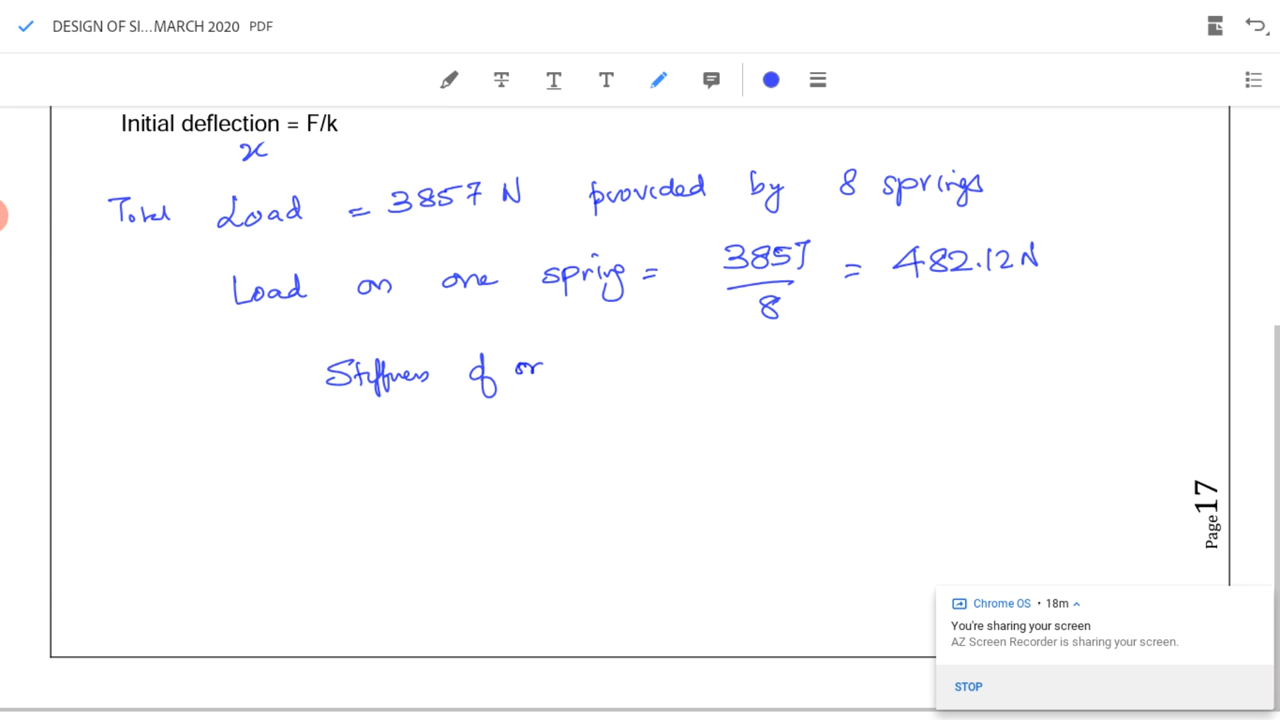 DESIGN OF SI...MARCH 2020 PDF
Initial deflection = F/k
x
Total Load = 3857 N provided by 8 springs
Load on one spring = 3857 / 8 = 482.12 N
Stiffness of or
Page 17
Chrome OS • 18m
You're sharing your screen
AZ Screen Recorder is sharing your screen.
STOP